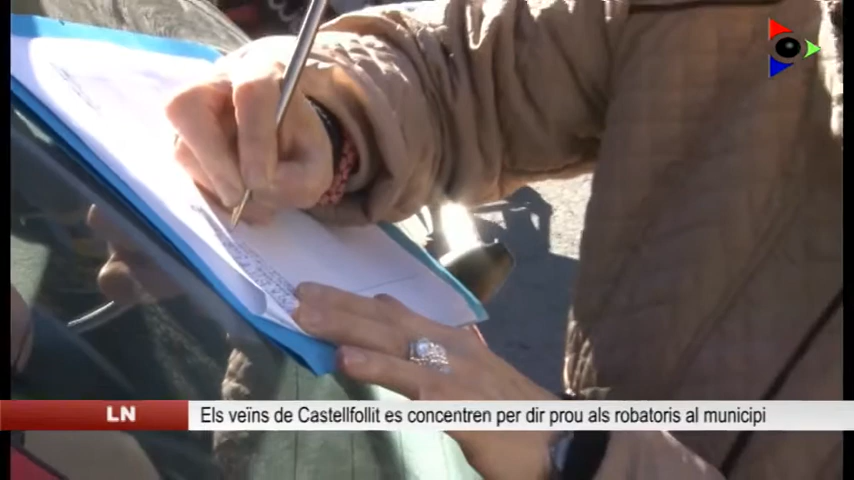 LN
Els veïns de Castellfollit es concentren per dir prou als robatoris al municipi